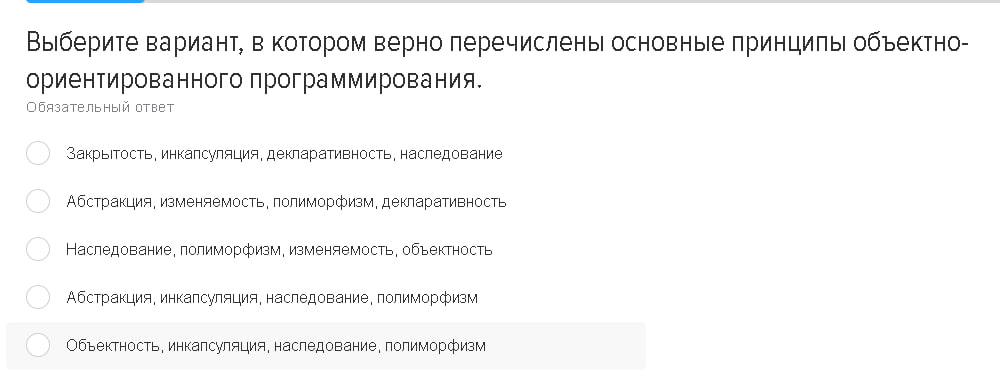 Выберите вариант, в котором верно перечислены основные принципы объектно-
ориентированного программирования.
Обязательный ответ
Закрытость, инкапсуляция, декларативность, наследование
Абстракция, изменяемость, полиморфизм, декларативность
Наследование, полиморфизм, изменяемость, объектность
Абстракция, инкапсуляция, наследование, полиморфизм
Объектность, инкапсуляция, наследование, полиморфизм